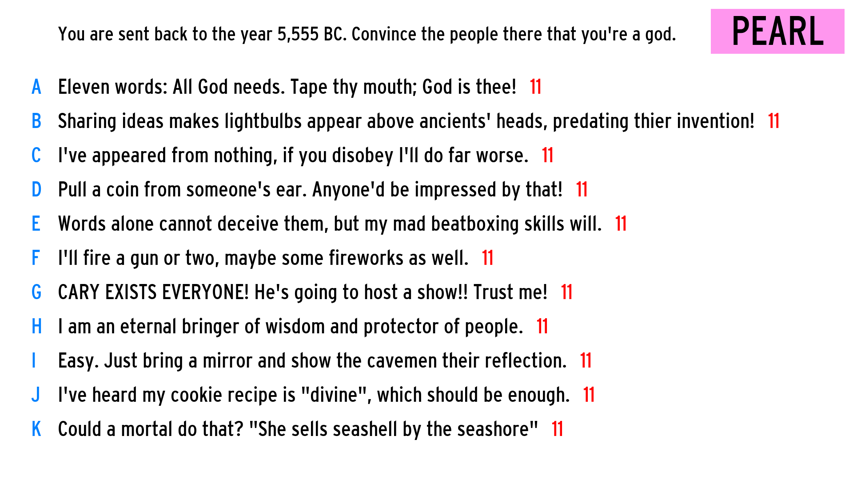 You are sent back to the year 5,555 BC. Convince the people there that you're a god.
PEARL
A Eleven words: All God needs. Tape thy mouth; God is thee! 11
B Sharing ideas makes lightbulbs appear above ancients' heads, predating thier invention! 11
C I've appeared from nothing, if you disobey I'll do far worse. 11
D Pull a coin from someone's ear. Anyone'd be impressed by that! 11
E Words alone cannot deceive them, but my mad beatboxing skills will. 11
F I'll fire a gun or two, maybe some fireworks as well. 11
G CARY EXISTS EVERYONE! He's going to host a show!! Trust me! 11
H I am an eternal bringer of wisdom and protector of people. 11
I Easy. Just bring a mirror and show the cavemen their reflection. 11
J I've heard my cookie recipe is "divine", which should be enough. 11
K Could a mortal do that? "She sells seashell by the seashore" 11